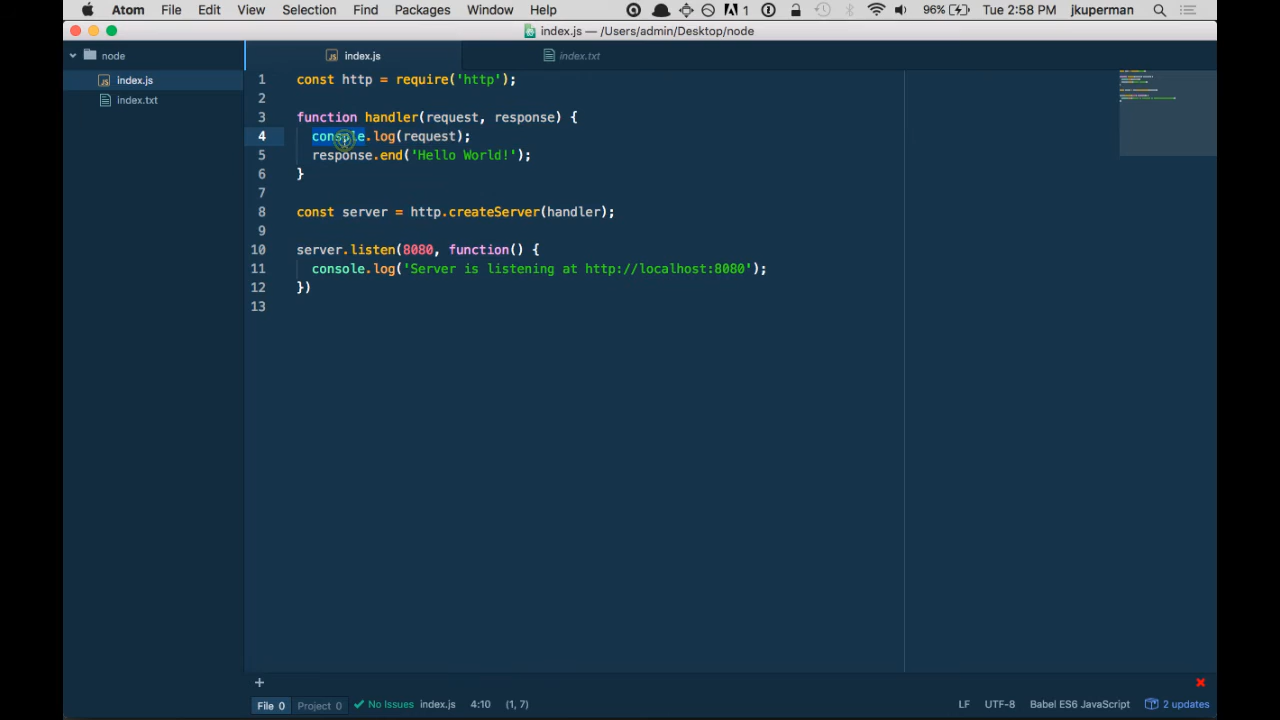 Atom File Edit View Selection Find Packages Window Help 1 96% Tue 2:58 PM jkuperman
index.js — /Users/admin/Desktop/node
node
index.js
index.txt
index.js index.txt
1 const http = require('http');
2
3 function handler(request, response) {
4 console.log(request);
5 response.end('Hello World!');
6 }
7
8 const server = http.createServer(handler);
9
10 server.listen(8080, function() {
11 console.log('Server is listening at http://localhost:8080');
12 })
13
+
File 0 Project 0 No Issues index.js 4:10 (1, 7) LF UTF-8 Babel ES6 JavaScript 2 updates